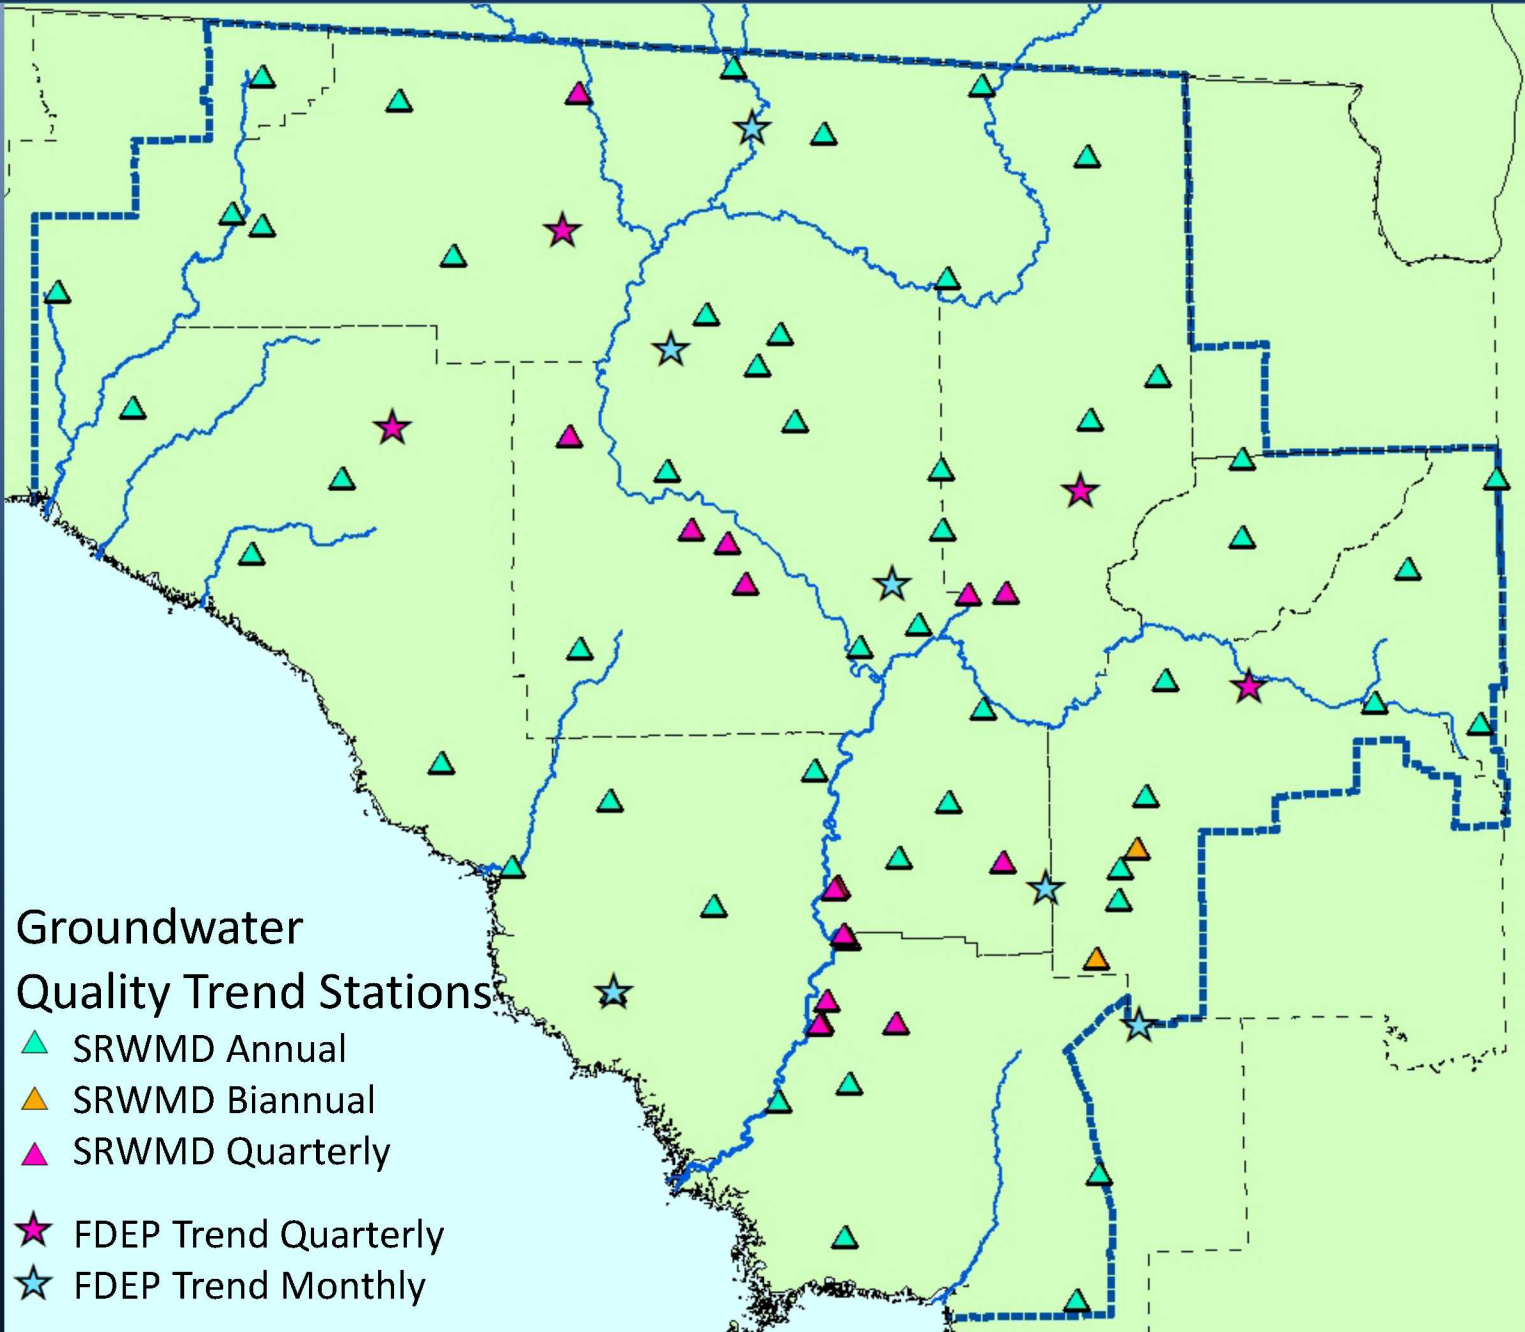 Groundwater
Quality Trend Stations
SRWMD Annual
SRWMD Biannual
SRWMD Quarterly
FDEP Trend Quarterly
FDEP Trend Monthly